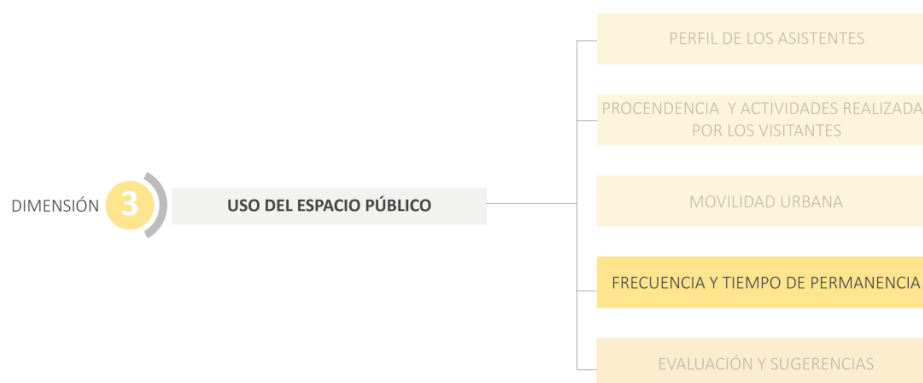 PERFIL DE LOS ASISTENTES
PROCENDENCIA Y ACTIVIDADES REALIZADA
POR LOS VISITANTES
MOVILIDAD URBANA
DIMENSIÓN 3 USO DEL ESPACIO PÚBLICO
FRECUENCIA Y TIEMPO DE PERMANENCIA
EVALUACIÓN Y SUGERENCIAS